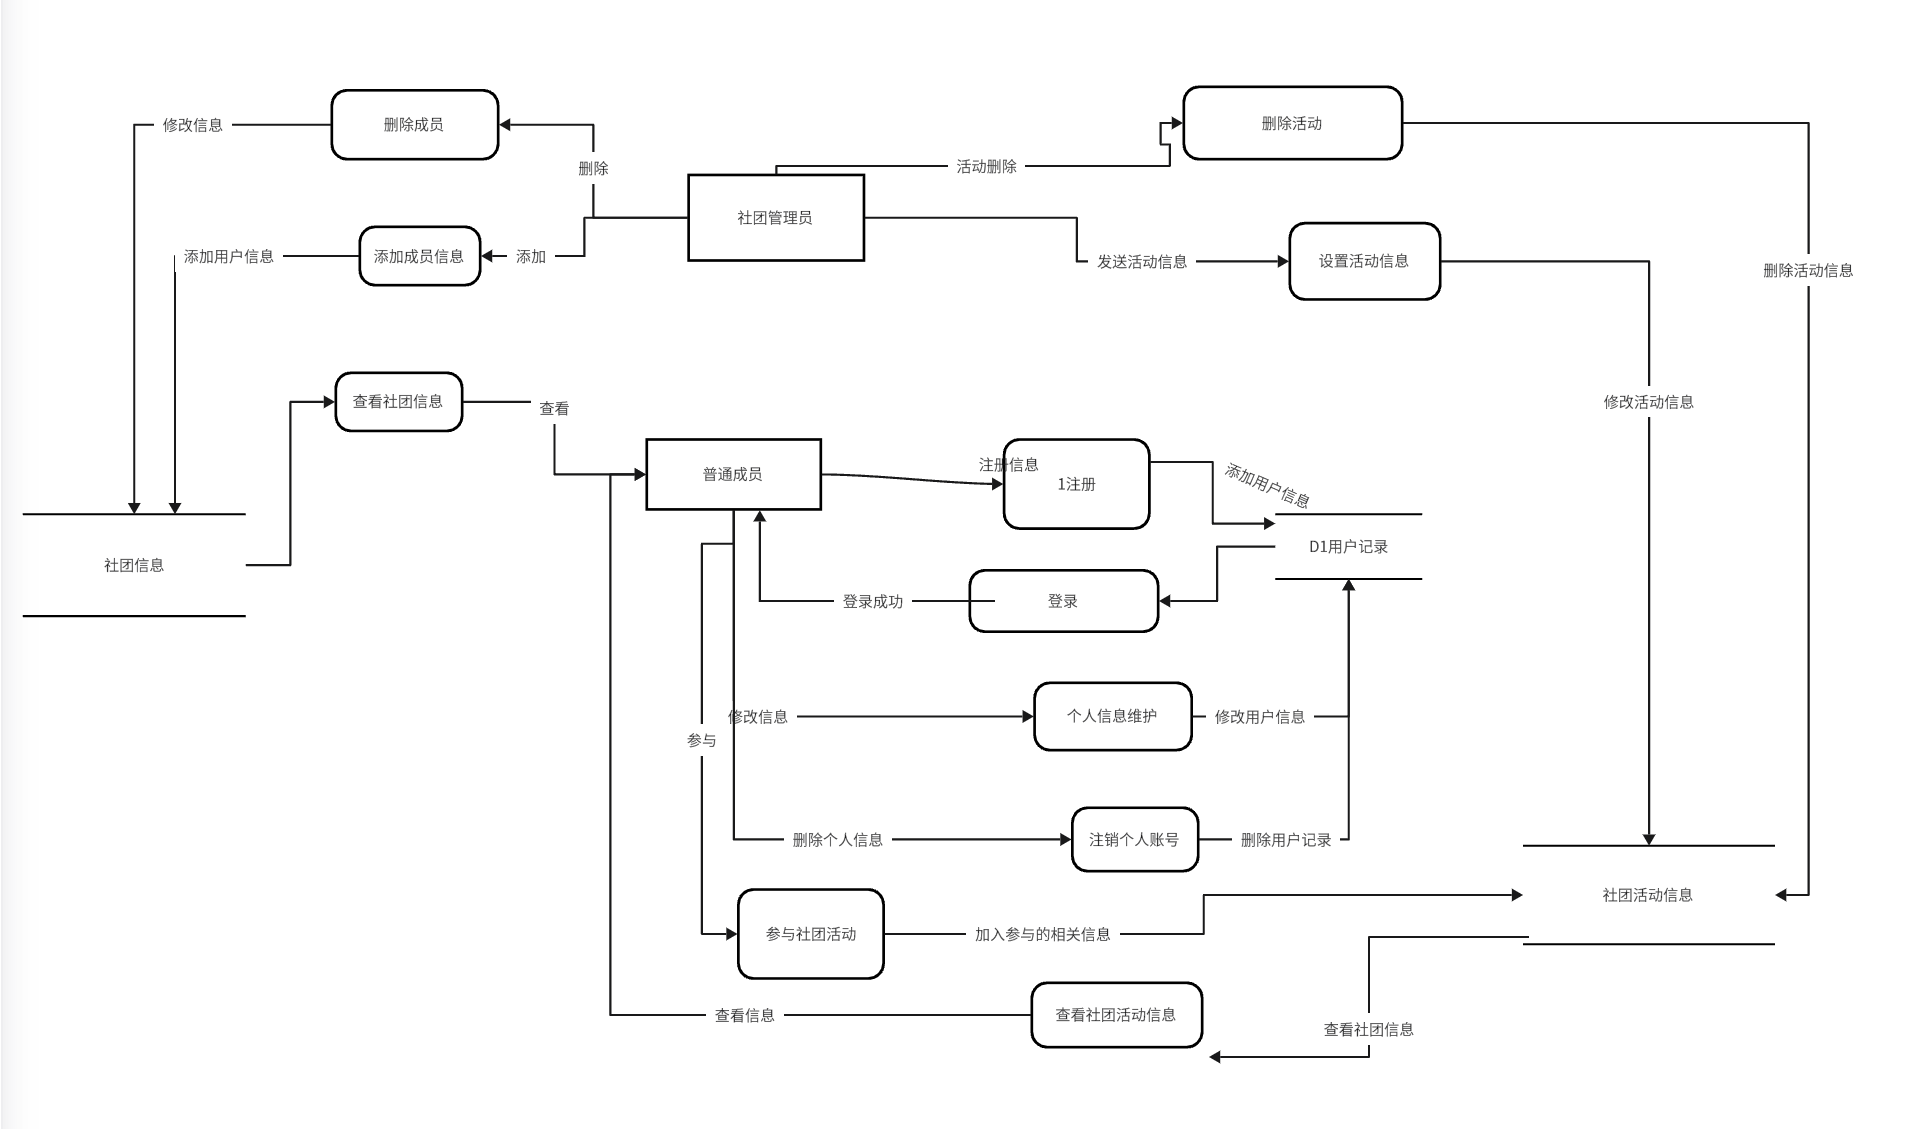 修改信息
删除成员
删除
活动删除
删除活动
社团管理员
添加用户信息
添加成员信息
添加
发送活动信息
设置活动信息
删除活动信息
查看社团信息
查看
修改活动信息
普通成员
注册信息
1注册
添加用户信息
社团信息
D1用户记录
登录成功
登录
修改信息
个人信息维护
修改用户信息
参与
删除个人信息
注销个人账号
删除用户记录
社团活动信息
参与社团活动
加入参与的相关信息
查看信息
查看社团活动信息
查看社团信息